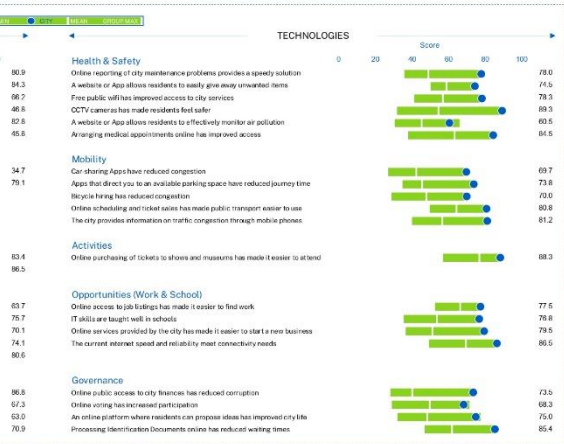 CITY MEAN GROUP MAX
TECHNOLOGIES
Score
0 20 40 60 80 100
Health & Safety
80.9 Online reporting of city maintenance problems provides a speedy solution 78.0
84.3 A website or App allows residents to easily give away unwanted items 74.5
66.2 Free public wifi has improved access to city services 78.3
46.8 CCTV cameras has made residents feel safer 89.3
82.8 A website or App allows residents to effectively monitor air pollution 60.5
45.8 Arranging medical appointments online has improved access 84.5
Mobility
34.7 Car-sharing Apps have reduced congestion 69.7
79.1 Apps that direct you to an available parking space have reduced journey time 73.8
Bicycle hiring has reduced congestion 70.0
Online scheduling and ticket sales has made public transport easier to use 80.8
The city provides information on traffic congestion through mobile phones 81.2
Activities
83.4 Online purchasing of tickets to shows and museums has made it easier to attend 88.3
86.5
Opportunities (Work & School)
63.7 Online access to job listings has made it easier to find work 77.5
75.7 IT skills are taught well in schools 76.8
70.1 Online services provided by the city has made it easier to start a new business 79.5
74.1 The current internet speed and reliability meet connectivity needs 86.5
80.6
Governance
86.8 Online public access to city finances has reduced corruption 73.5
67.3 Online voting has increased participation 68.3
63.0 An online platform where residents can propose ideas has improved city life 75.0
70.9 Processing Identification Documents online has reduced waiting times 85.4